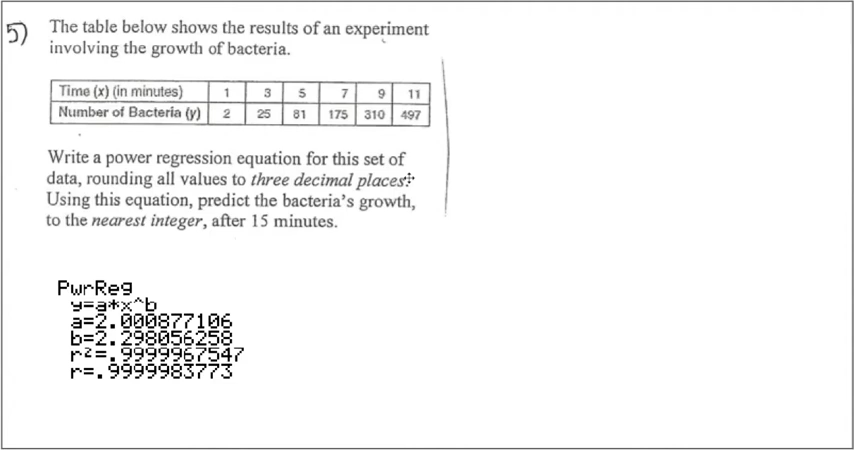 5) The table below shows the results of an experiment
involving the growth of bacteria.
Time (x) (in minutes) 1 3 5 7 9 11
Number of Bacteria (y) 2 25 81 175 310 497
Write a power regression equation for this set of
data, rounding all values to three decimal places.
Using this equation, predict the bacteria's growth,
to the nearest integer, after 15 minutes.
PwrReg
y=a*x^b
a=2.000877106
b=2.298056258
r²=.9999967547
r=.9999983773